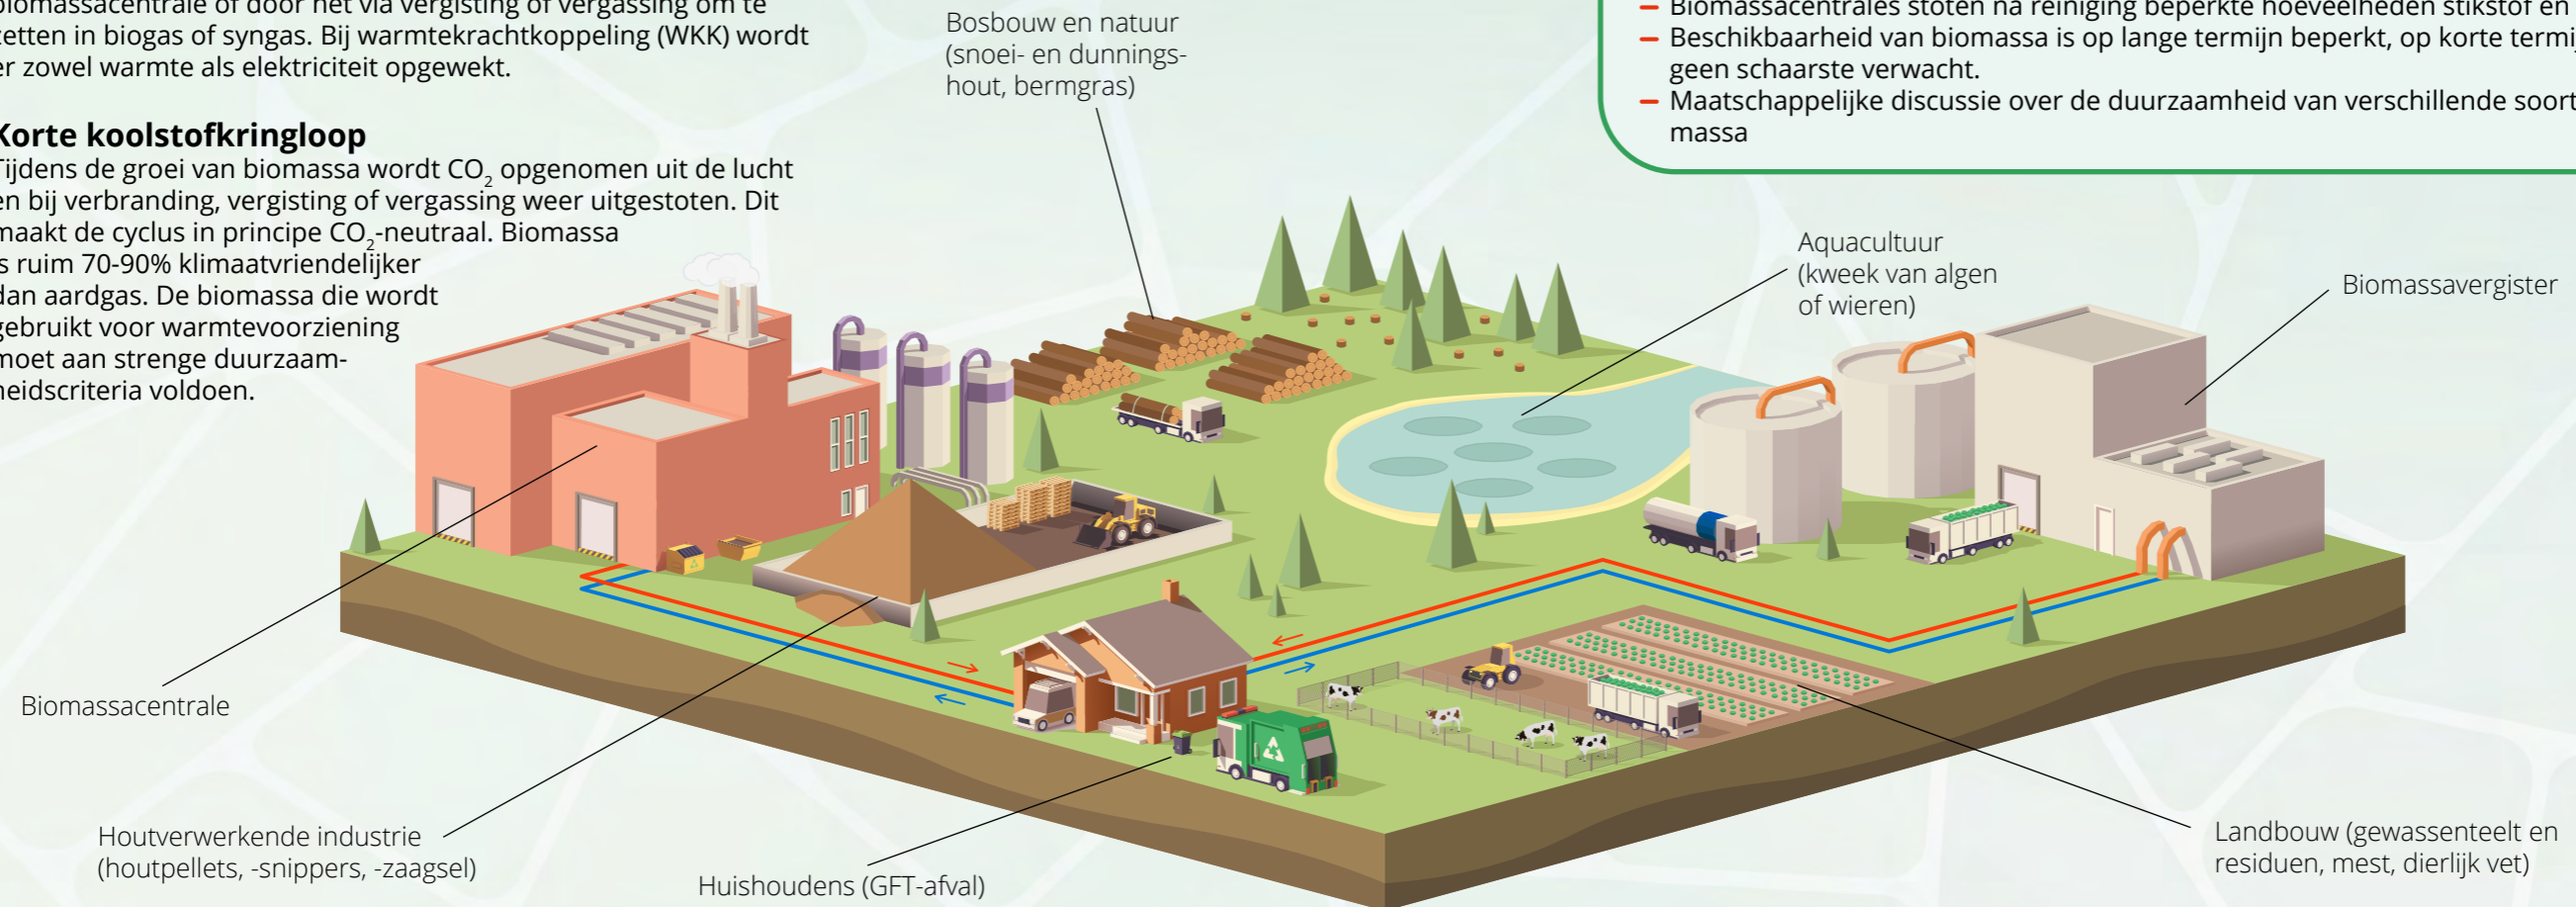 biomassacentrale of door het via vergisting of vergassing om te
zetten in biogas of syngas. Bij warmtekrachtkoppeling (WKK) wordt
er zowel warmte als elektriciteit opgewekt.
Korte koolstofkringloop
Tijdens de groei van biomassa wordt CO₂ opgenomen uit de lucht
en bij verbranding, vergisting of vergassing weer uitgestoten. Dit
maakt de cyclus in principe CO₂-neutraal. Biomassa
is ruim 70-90% klimaatvriendelijker
dan aardgas. De biomassa die wordt
gebruikt voor warmtevoorziening
moet aan strenge duurzaam-
heidscriteria voldoen.
Bosbouw en natuur
(snoei- en dunnings-
hout, bermgras)
– Biomassacentrales stoten na reiniging beperkte hoeveelheden stikstof en
– Beschikbaarheid van biomassa is op lange termijn beperkt, op korte termij
geen schaarste verwacht.
– Maatschappelijke discussie over de duurzaamheid van verschillende soort
massa
Aquacultuur
(kweek van algen
of wieren)
Biomassavergister
Biomassacentrale
Houtverwerkende industrie
(houtpellets, -snippers, -zaagsel)
Huishoudens (GFT-afval)
Landbouw (gewassenteelt en
residuen, mest, dierlijk vet)